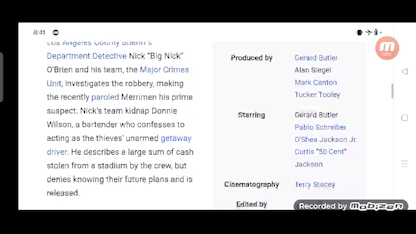 8:41
Los Angeles County Sheriff's
Department Detective Nick "Big Nick"
O'Brien and his team, the Major Crimes
Unit, investigates the robbery, making
the recently paroled Merrimen his prime
suspect. Nick's team kidnap Donnie
Wilson, a bartender who confesses to
acting as the thieves' unarmed getaway
driver. He describes a large sum of cash
stolen from a stadium by the crew, but
denies knowing their future plans and is
released.
Produced by
Gerard Butler
Alan Siegel
Mark Canton
Tucker Tooley
Starring
Gerard Butler
Pablo Schreiber
O'Shea Jackson Jr.
Curtis "50 Cent"
Jackson
Cinematography
Terry Stacey
Edited by
Recorded by mobizen